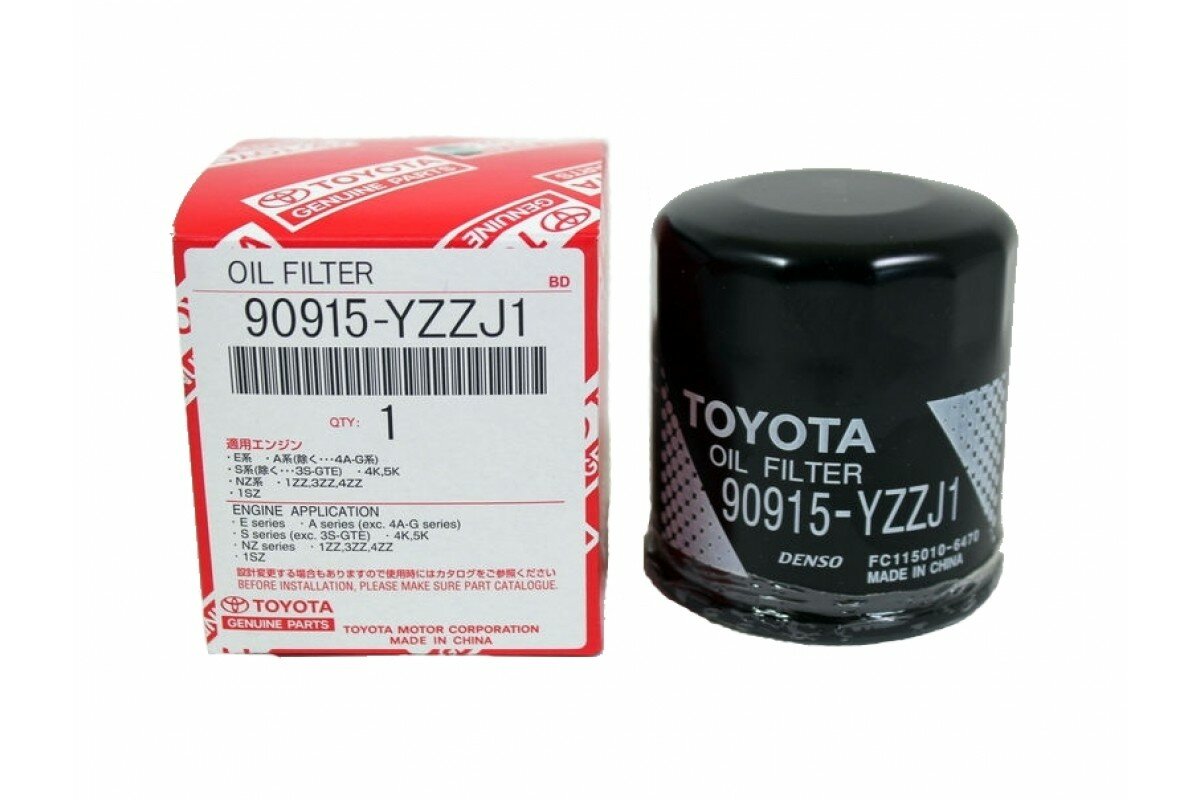 TOYOTA
GENUINE PARTS
GENUINE
PARTS
OIL FILTER
BD
90915-YZZJ1
QTY: 1
適用エンジン
・E系 ・A系(除く・・・4A-G系)
・S系(除く・・・3S-GTE) ・4K,5K
・NZ系 ・1ZZ,3ZZ,4ZZ
・1SZ
ENGINE APPLICATION
・E series ・A series (exc. 4A-G series)
・S series (exc. 3S-GTE) ・4K,5K
・NZ series ・1ZZ,3ZZ,4ZZ
・1SZ
設計変更する場合もありますので使用時にはカタログをご参照ください
BEFORE INSTALLATION, PLEASE MAKE SURE PART CATALOGUE.
TOYOTA
GENUINE PARTS
TOYOTA MOTOR CORPORATION
MADE IN CHINA
TOYOTA
OIL FILTER
90915-YZZJ1
DENSO
FC115010-6470
MADE IN CHINA